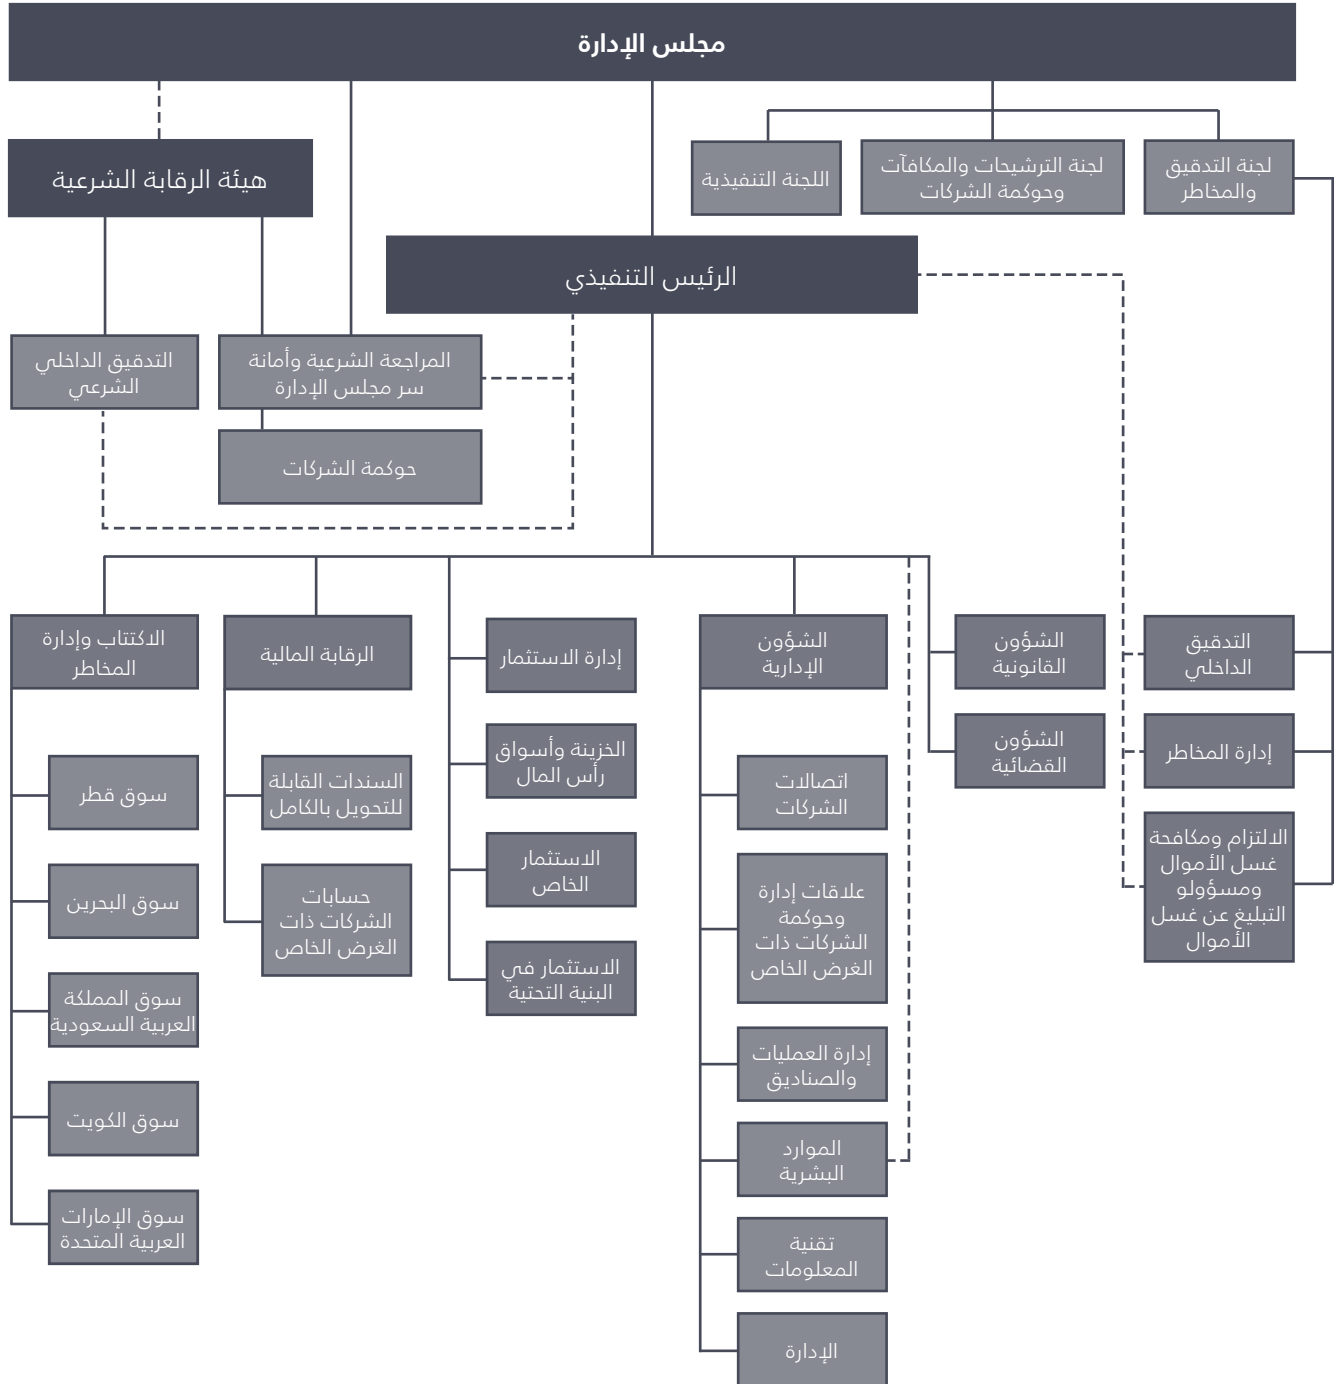 مجلس الإدارة
لجنة التدقيق
والمخاطر
لجنة الترشيحات والمكافآت
وحوكمة الشركات
اللجنة التنفيذية
هيئة الرقابة الشرعية
الرئيس التنفيذي
المراجعة الشرعية وأمانة
سر مجلس الإدارة
التدقيق الداخلي
الشرعي
حوكمة الشركات
التدقيق
الداخلي
إدارة المخاطر
الالتزام ومكافحة
غسل الأموال
ومسؤولو
التبليغ عن غسل
الأموال
الشؤون
القانونية
الشؤون
القضائية
الشؤون
الإدارية
اتصالات
الشركات
علاقات إدارة
وحوكمة
الشركات ذات
الغرض الخاص
إدارة العمليات
والصناديق
الموارد
البشرية
تقنية
المعلومات
الإدارة
إدارة الاستثمار
الخزينة وأسواق
رأس المال
الاستثمار
الخاص
الاستثمار في
البنية التحتية
الرقابة المالية
السندات القابلة
للتحويل بالكامل
حسابات
الشركات ذات
الغرض الخاص
الاكتتاب وإدارة
المخاطر
سوق قطر
سوق البحرين
سوق المملكة
العربية السعودية
سوق الكويت
سوق الإمارات
العربية المتحدة